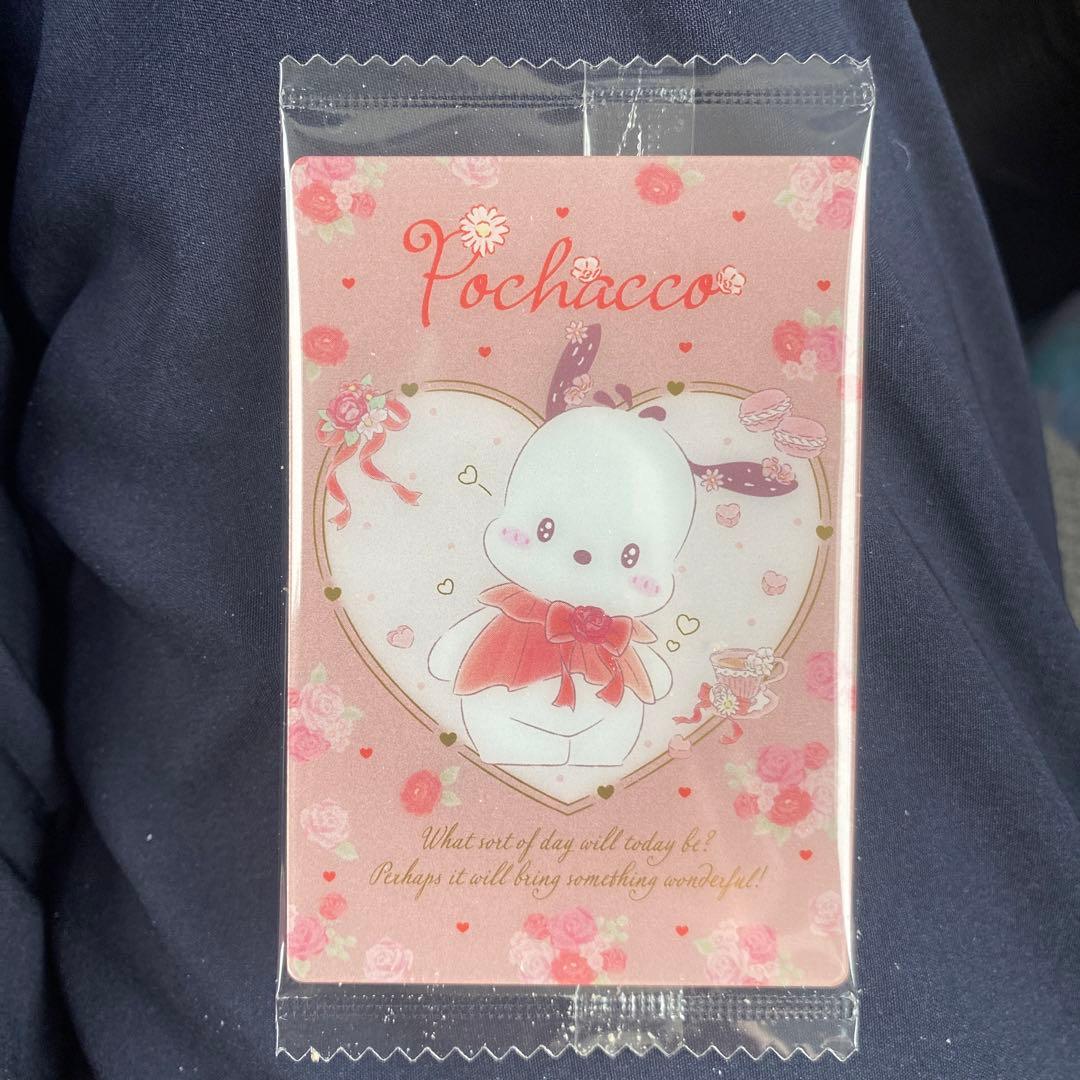 Pochacco
What sort of day will today be?
Perhaps it will bring something wonderful!